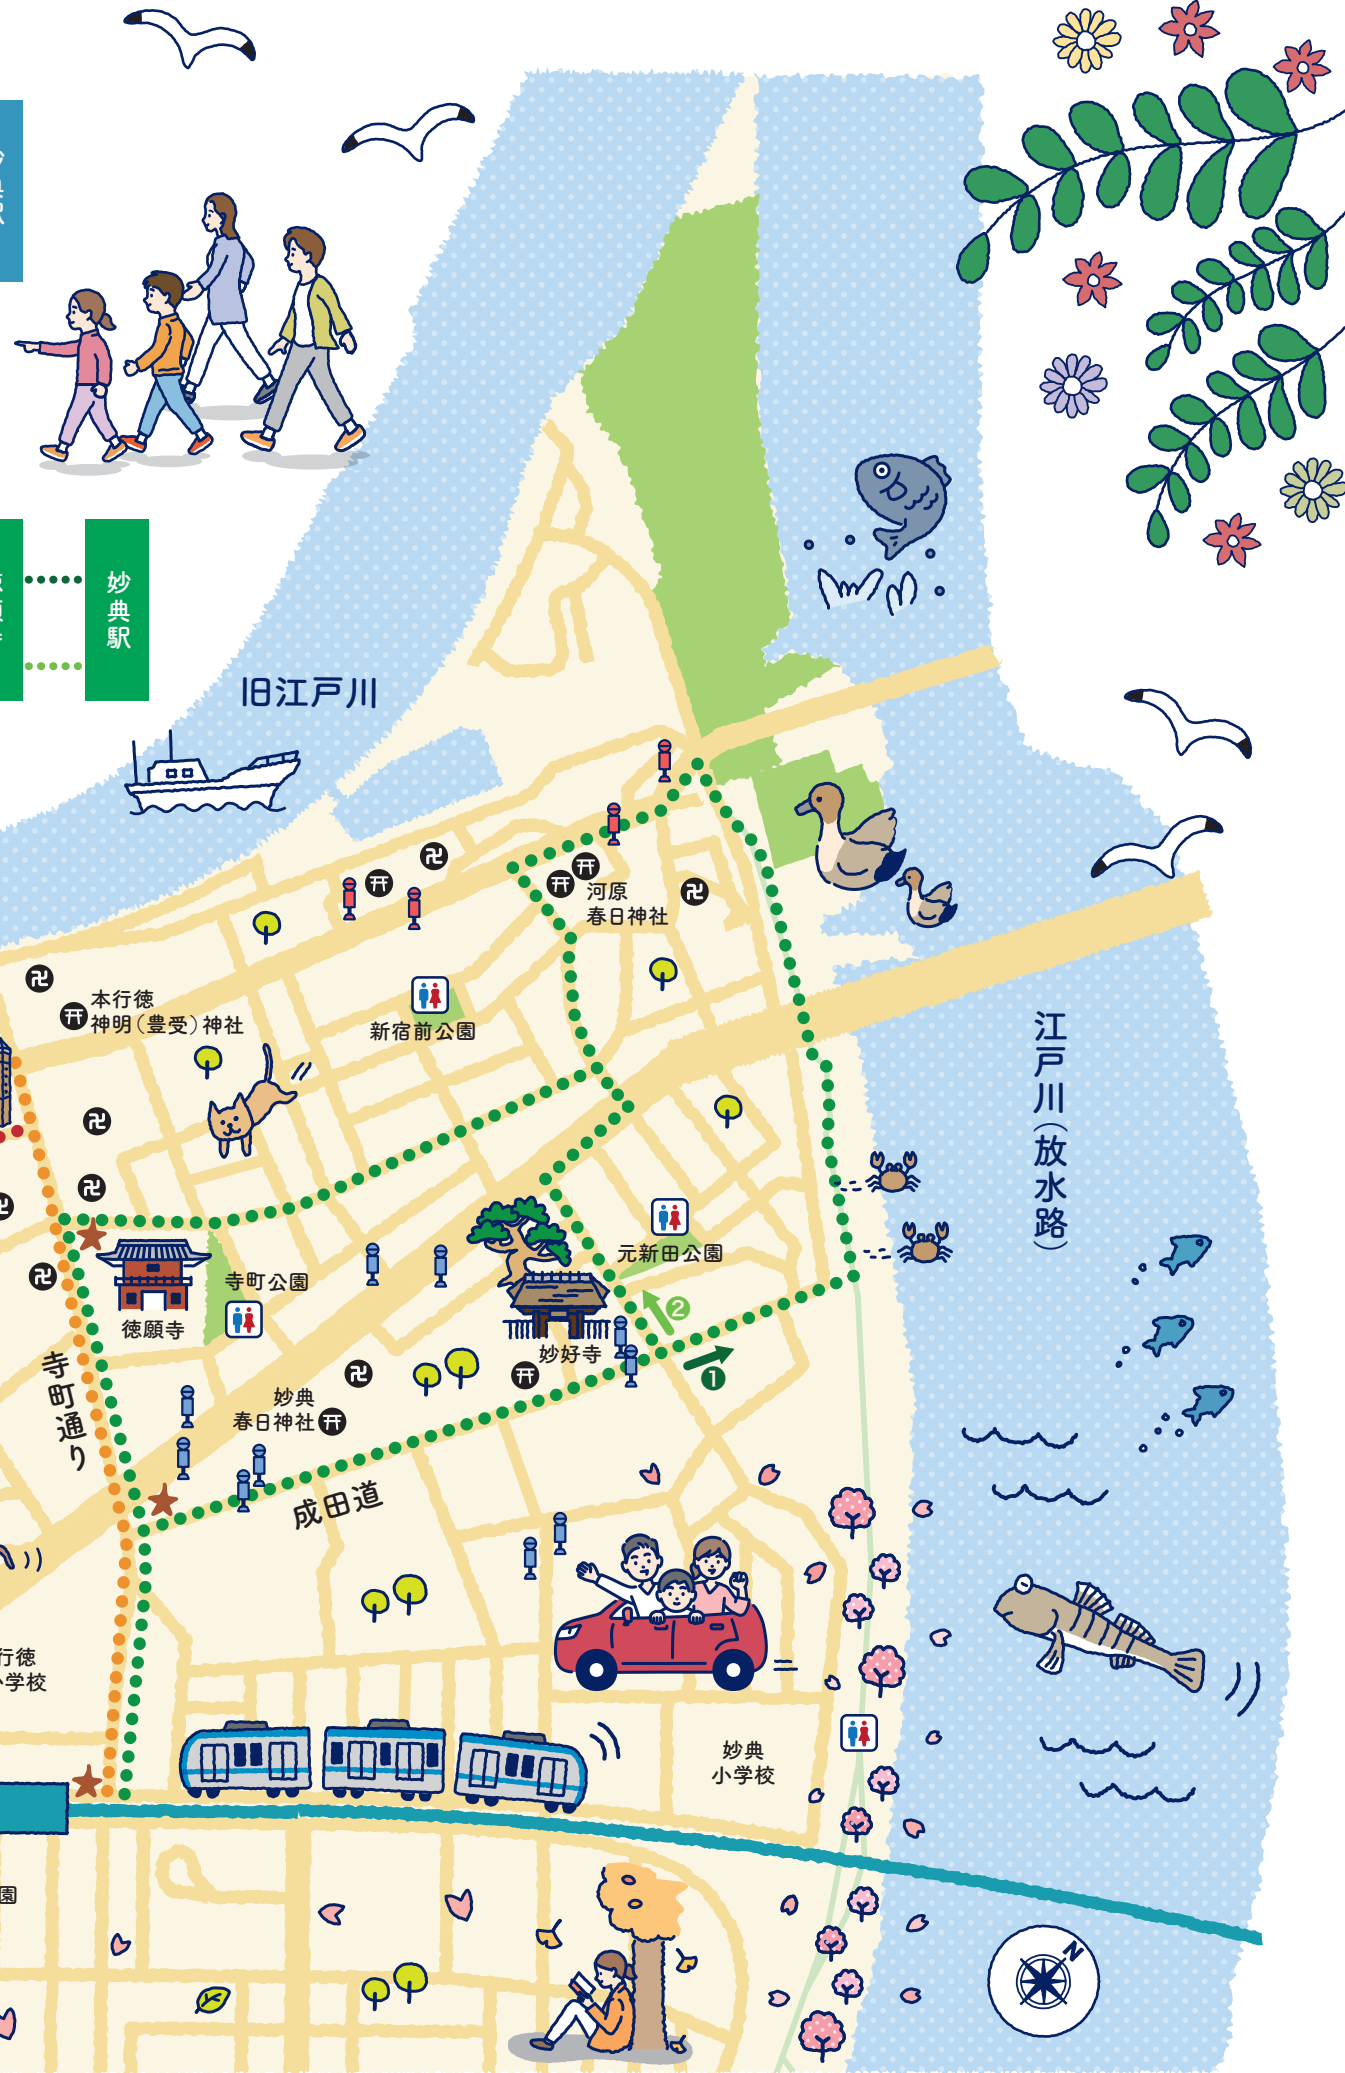 妙典駅
旧江戸川
河原
春日神社
本行徳
神明（豊受）神社
新宿前公園
江戸川（放水路）
元新田公園
寺町公園
徳願寺
妙好寺
2
1
寺町通り
妙典
春日神社
成田道
行徳
小学校
妙典
小学校
園
N